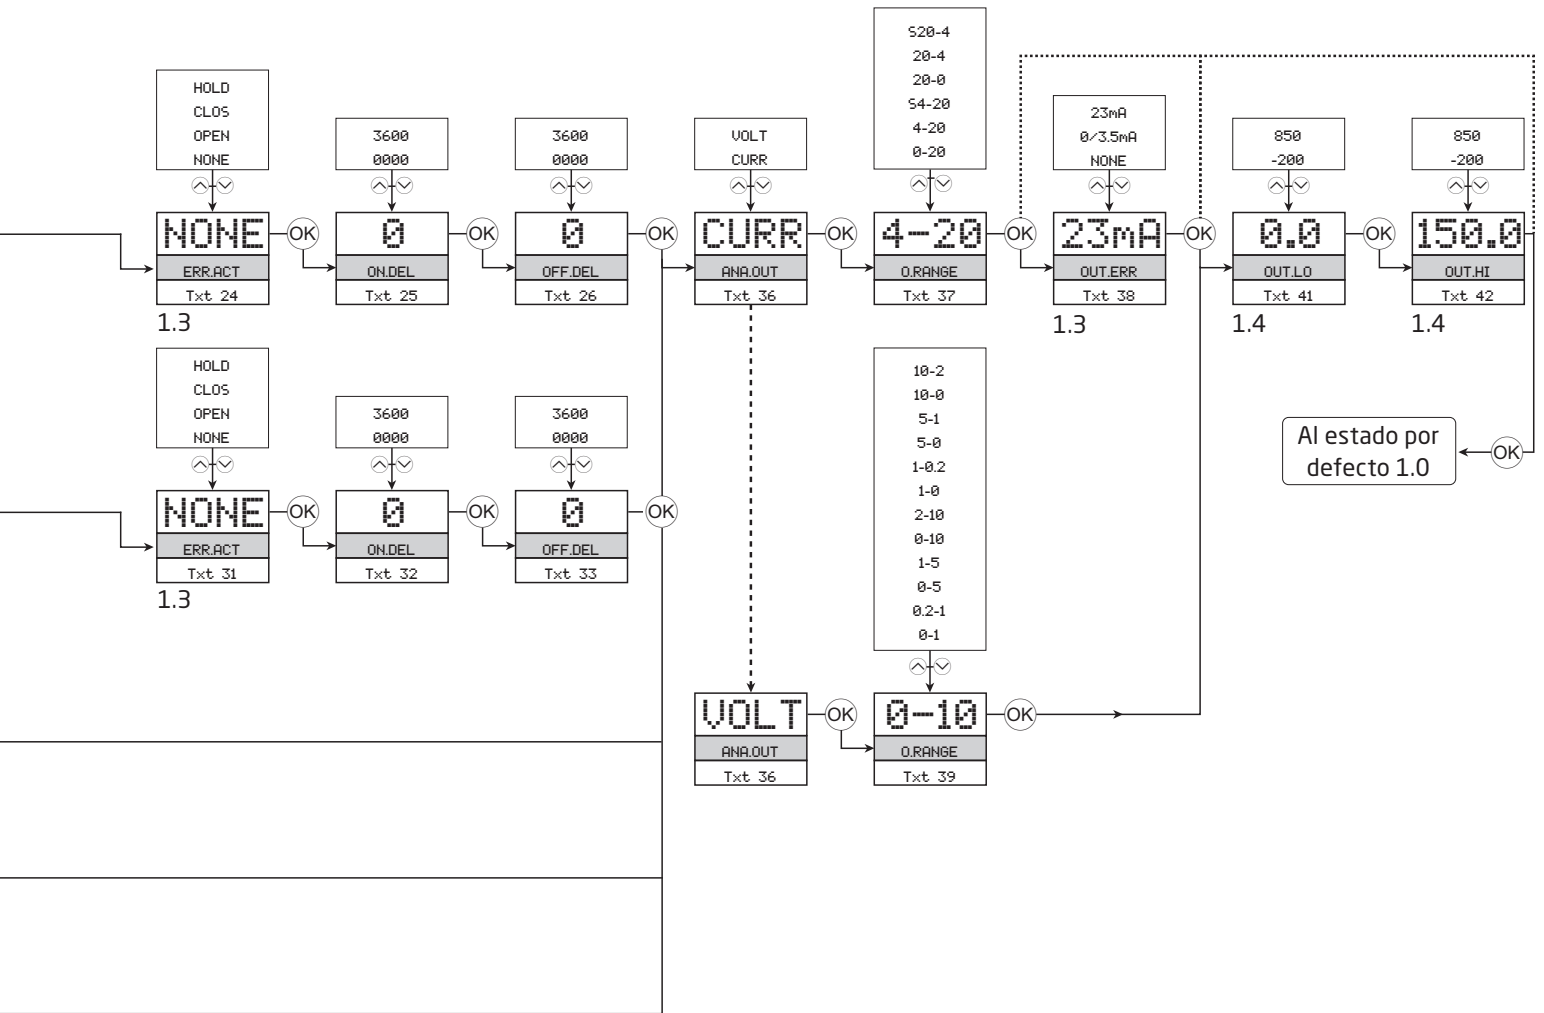 HOLD
CLOS
OPEN
NONE
NONE
ERR.ACT
Txt 24
1.3
OK
3600
0000
0
ON.DEL
Txt 25
OK
3600
0000
0
OFF.DEL
Txt 26
OK
VOLT
CURR
CURR
ANA.OUT
Txt 36
OK
S20-4
20-4
20-0
S4-20
4-20
0-20
4-20
O.RANGE
Txt 37
OK
23mA
0/3.5mA
NONE
23mA
OUT.ERR
Txt 38
1.3
OK
850
-200
0.0
OUT.LO
Txt 41
1.4
OK
850
-200
150.0
OUT.HI
Txt 42
1.4
OK
Al estado por
defecto 1.0
HOLD
CLOS
OPEN
NONE
NONE
ERR.ACT
Txt 31
1.3
OK
3600
0000
0
ON.DEL
Txt 32
OK
3600
0000
0
OFF.DEL
Txt 33
OK
VOLT
ANA.OUT
Txt 36
OK
10-2
10-0
5-1
5-0
1-0.2
1-0
2-10
0-10
1-5
0-5
0.2-1
0-1
0-10
O.RANGE
Txt 39
OK